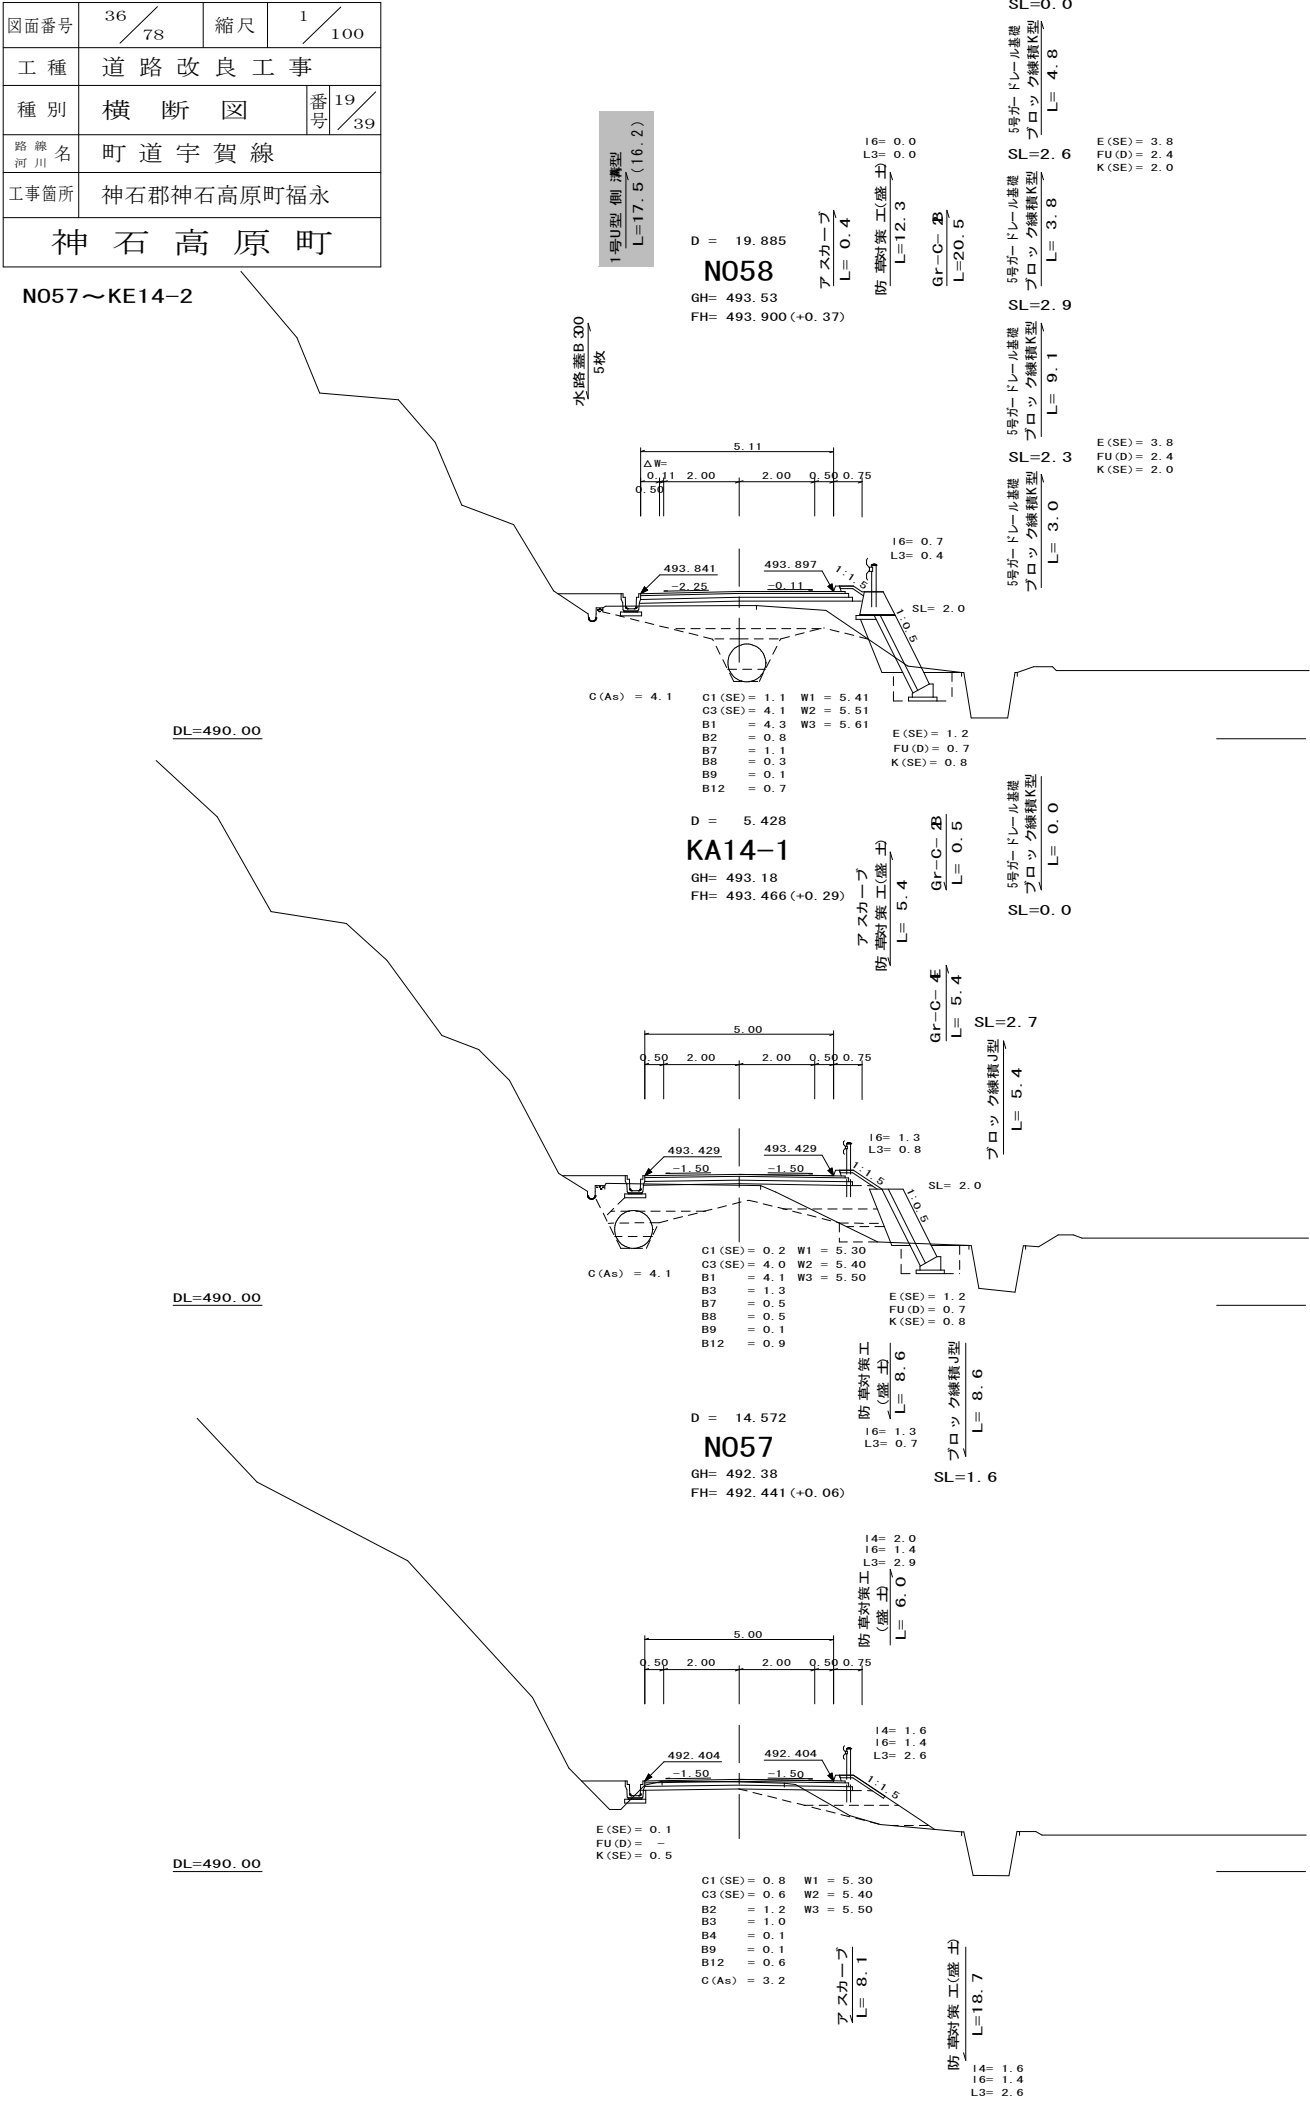 図面番号 36/78 縮尺 1/100
工種 道路改良工事
種別 横断図 番号 19/39
路線河川名 町道宇賀線
工事箇所 神石郡神石高原町福永
神石高原町
NO57～KE14-2
SL=0.0
5号ガードレール基礎
ブロック練積K型
L= 4.8
SL=2.6
E(SE)= 3.8
FU(D)= 2.4
K(SE)= 2.0
5号ガードレール基礎
ブロック練積K型
L= 3.8
SL=2.9
5号ガードレール基礎
ブロック練積K型
L= 9.1
SL=2.3
E(SE)= 3.8
FU(D)= 2.4
K(SE)= 2.0
5号ガードレール基礎
ブロック練積K型
L= 3.0
1号U型側溝型
L=17.5(16.2)
水路蓋B300
5枚
D = 19.885
NO58
GH= 493.53
FH= 493.900(+0.37)
アスカーブ
L= 0.4
I6= 0.0
L3= 0.0
防草対策工(盛土)
L=12.3
Gr-C-2B
L=20.5
5.11
△W=
0.11 2.00 2.00 0.50 0.75
0.50
I6= 0.7
L3= 0.4
493.841 493.897
-2.25 -0.11
1:1.5
SL= 2.0
1:0.5
C(As) = 4.1
C1(SE)= 1.1 W1 = 5.41
C3(SE)= 4.1 W2 = 5.51
B1 = 4.3 W3 = 5.61
B2 = 0.8
B7 = 1.1
B8 = 0.3
B9 = 0.1
B12 = 0.7
E(SE)= 1.2
FU(D)= 0.7
K(SE)= 0.8
DL=490.00
D = 5.428
KA14-1
GH= 493.18
FH= 493.466(+0.29)
アスカーブ
防草対策工(盛土)
L= 5.4
Gr-C-2B
L= 0.5
5号ガードレール基礎
ブロック練積K型
L= 0.0
SL=0.0
Gr-C-4E
L= 5.4
SL=2.7
ブロック練積J型
L= 5.4
5.00
0.50 2.00 2.00 0.50 0.75
I6= 1.3
L3= 0.8
493.429 493.429
-1.50 -1.50
1:1.5
SL= 2.0
1:0.5
C(As) = 4.1
C1(SE)= 0.2 W1 = 5.30
C3(SE)= 4.0 W2 = 5.40
B1 = 4.1 W3 = 5.50
B3 = 1.3
B7 = 0.5
B8 = 0.5
B9 = 0.1
B12 = 0.9
E(SE)= 1.2
FU(D)= 0.7
K(SE)= 0.8
DL=490.00
防草対策工
(盛土)
L= 8.6
I6= 1.3
L3= 0.7
ブロック練積J型
L= 8.6
SL=1.6
D = 14.572
NO57
GH= 492.38
FH= 492.441(+0.06)
I4= 2.0
I6= 1.4
L3= 2.9
防草対策工
(盛土)
L= 6.0
5.00
0.50 2.00 2.00 0.50 0.75
I4= 1.6
I6= 1.4
L3= 2.6
492.404 492.404
-1.50 -1.50
1:1.5
E(SE)= 0.1
FU(D)= -
K(SE)= 0.5
DL=490.00
C1(SE)= 0.8 W1 = 5.30
C3(SE)= 0.6 W2 = 5.40
B2 = 1.2 W3 = 5.50
B3 = 1.0
B4 = 0.1
B9 = 0.1
B12 = 0.6
C(As) = 3.2
アスカーブ
L= 8.1
防草対策工(盛土)
L=18.7
I4= 1.6
I6= 1.4
L3= 2.6